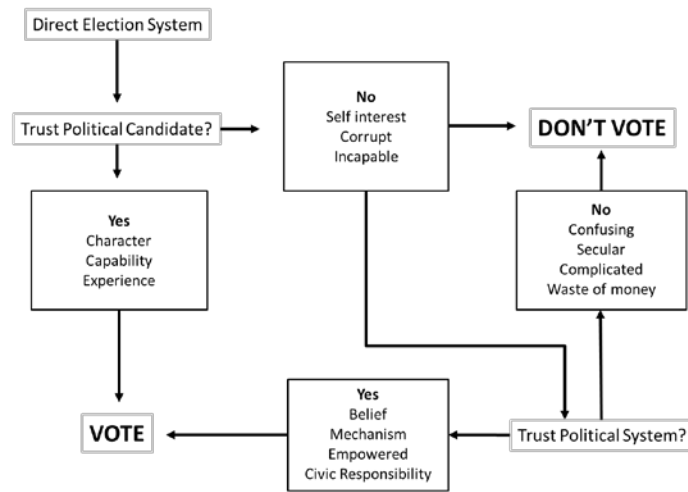 Direct Election System
Trust Political Candidate?
No
Self interest
Corrupt
Incapable
DON'T VOTE
Yes
Character
Capability
Experience
No
Confusing
Secular
Complicated
Waste of money
VOTE
Yes
Belief
Mechanism
Empowered
Civic Responsibility
Trust Political System?